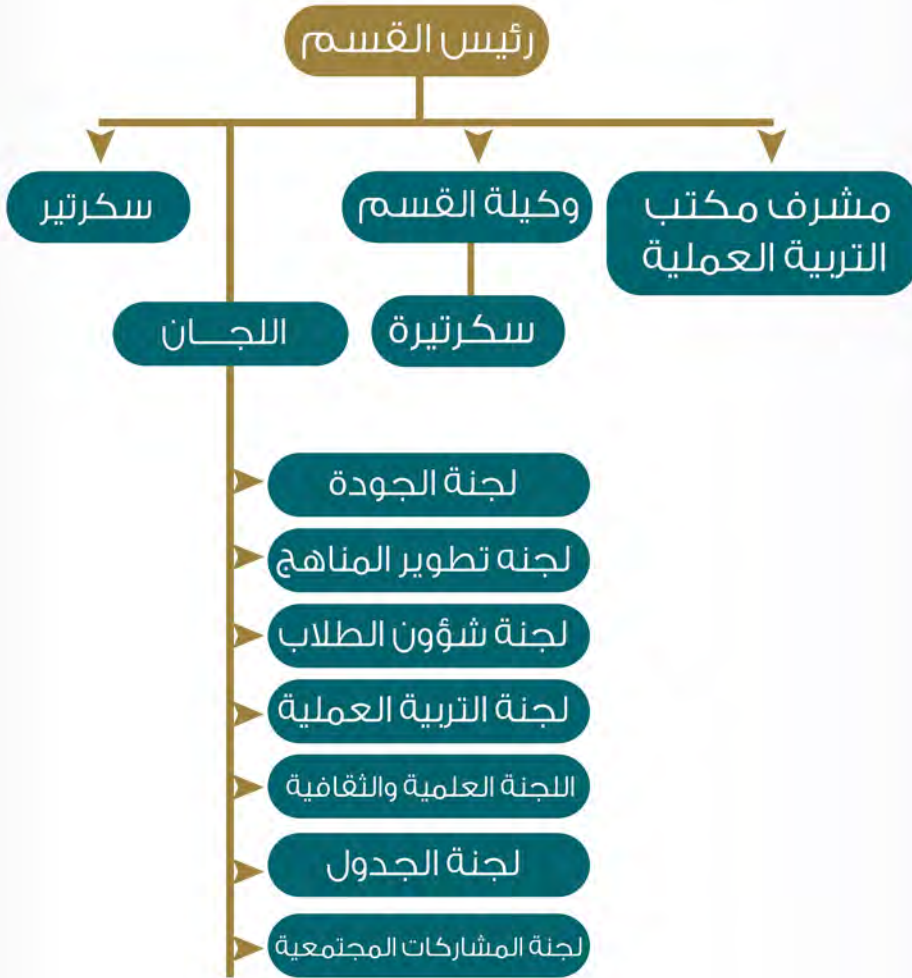 رئيس القسم
مشرف مكتب
التربية العملية
وكيلة القسم
سكرتير
سكرتيرة
اللجـــان
لجنة الجودة
لجنه تطوير المناهج
لجنة شؤون الطلاب
لجنة التربية العملية
اللجنة العلمية والثقافية
لجنة الجدول
لجنة المشاركات المجتمعية